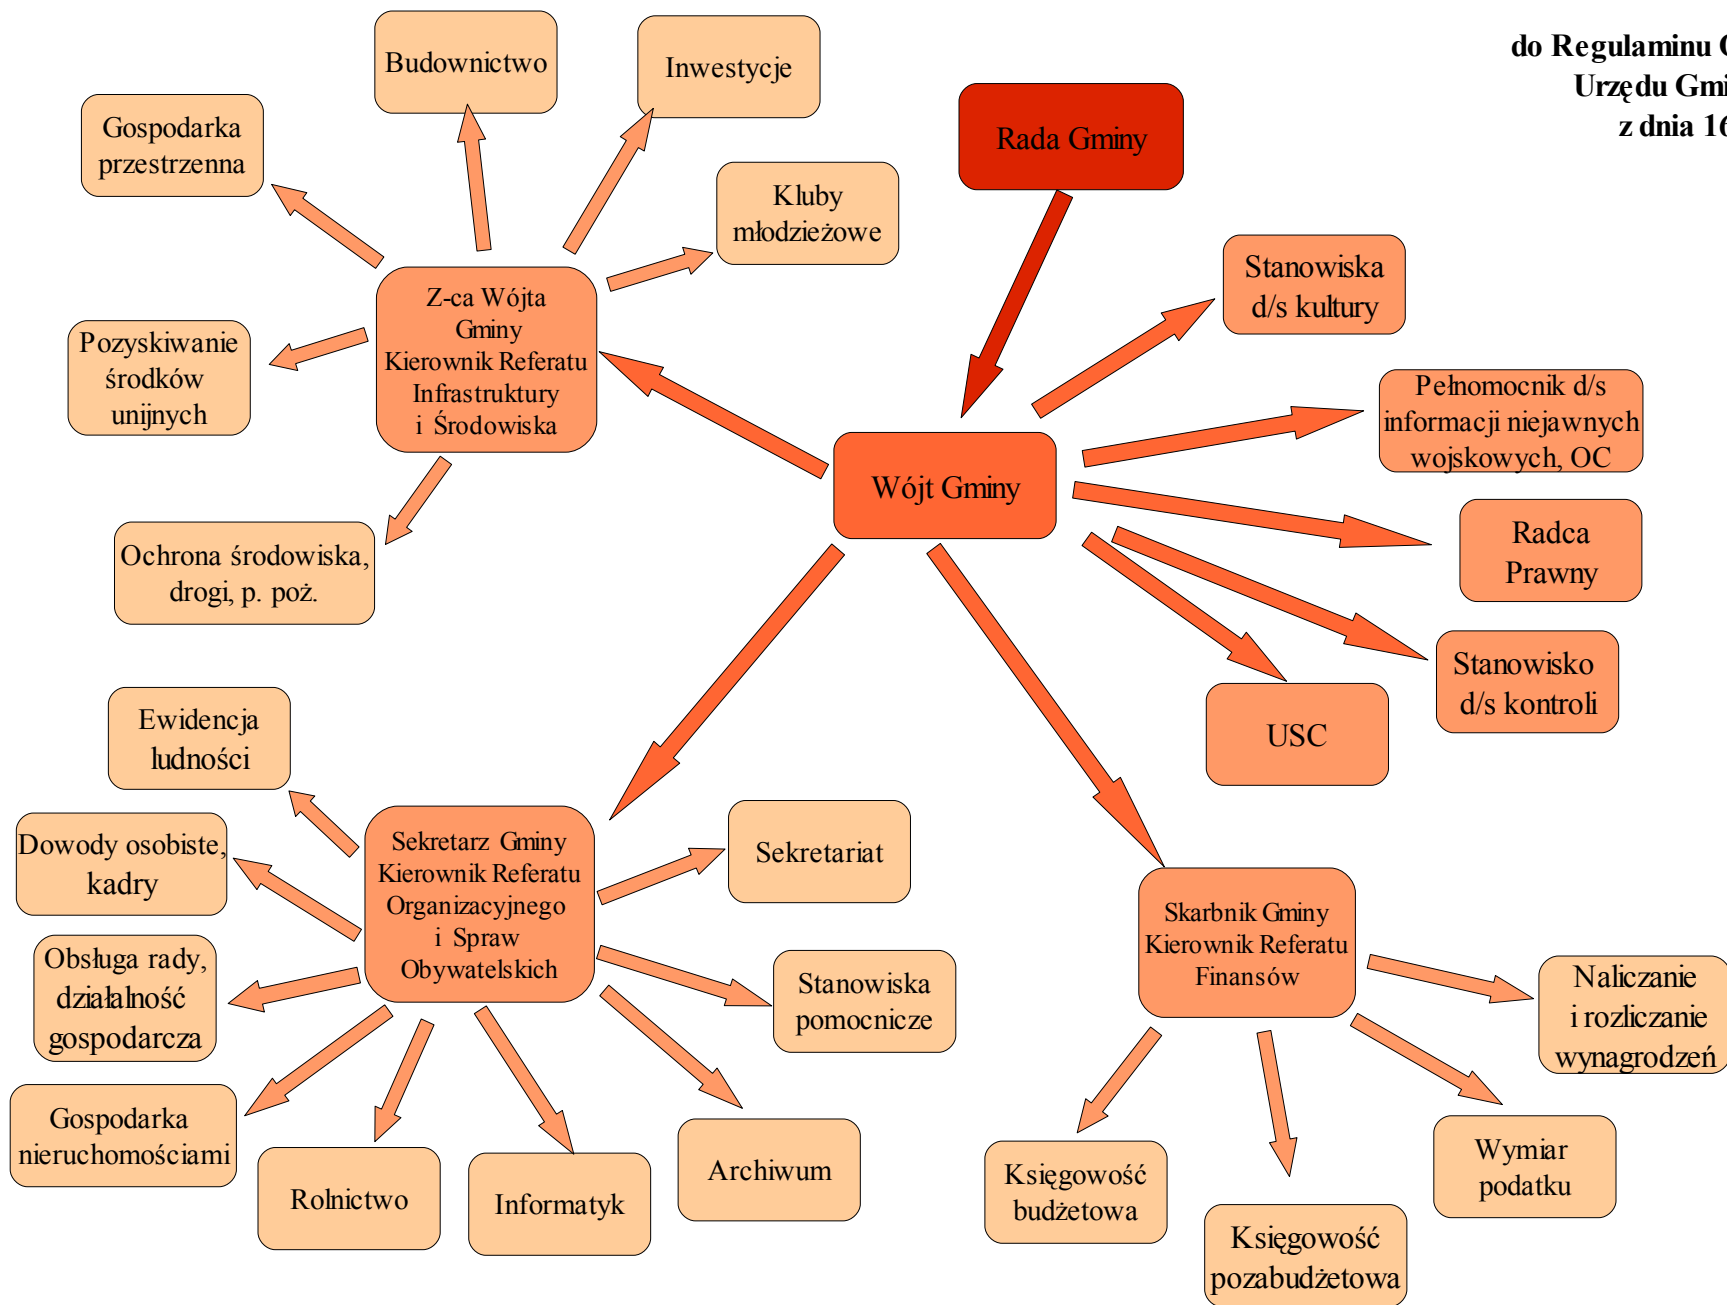 do Regulaminu
Urzędu
z dnia
Budownictwo
Inwestycje
Gospodarka
przestrzenna
Rada Gminy
Kluby
młodzieżowe
Stanowiska
d/s kultury
Z-ca Wójta
Gminy
Kierownik Referatu
Infrastruktury
i Środowiska
Pozyskiwanie
środków
unijnych
Pełnomocnik d/s
informacji niejawnych
wojskowych, OC
Wójt Gminy
Radca
Prawny
Ochrona środowiska,
drogi, p. poż.
Stanowisko
d/s kontroli
USC
Ewidencja
ludności
Dowody osobiste,
kadry
Sekretarz Gminy
Kierownik Referatu
Organizacyjnego
i Spraw
Obywatelskich
Sekretariat
Skarbnik Gminy
Kierownik Referatu
Finansów
Obsługa rady,
działalność
gospodarcza
Stanowiska
pomocnicze
Naliczanie
i rozliczanie
wynagrodzeń
Gospodarka
nieruchomościami
Rolnictwo
Informatyk
Archiwum
Księgowość
budżetowa
Wymiar
podatku
Księgowość
pozabudżetowa